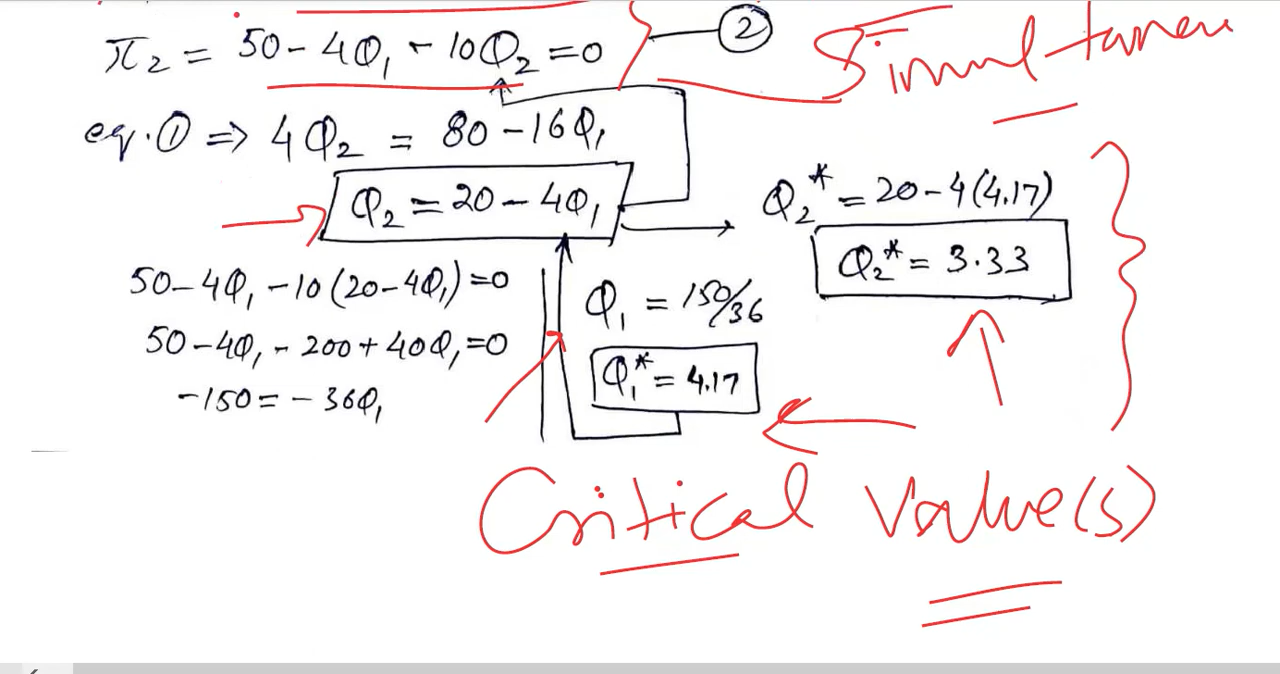 π₂ = 50 - 4Q₁ - 10Q₂ = 0
②
Simultaneu
eq.① => 4Q₂ = 80 - 16Q₁
Q₂ = 20 - 4Q₁
Q₂* = 20 - 4(4.17)
Q₂* = 3.33
50 - 4Q₁ - 10(20 - 4Q₁) = 0
50 - 4Q₁ - 200 + 40Q₁ = 0
-150 = -36Q₁
Q₁ = 150/36
Q₁* = 4.17
Critical Value(s)